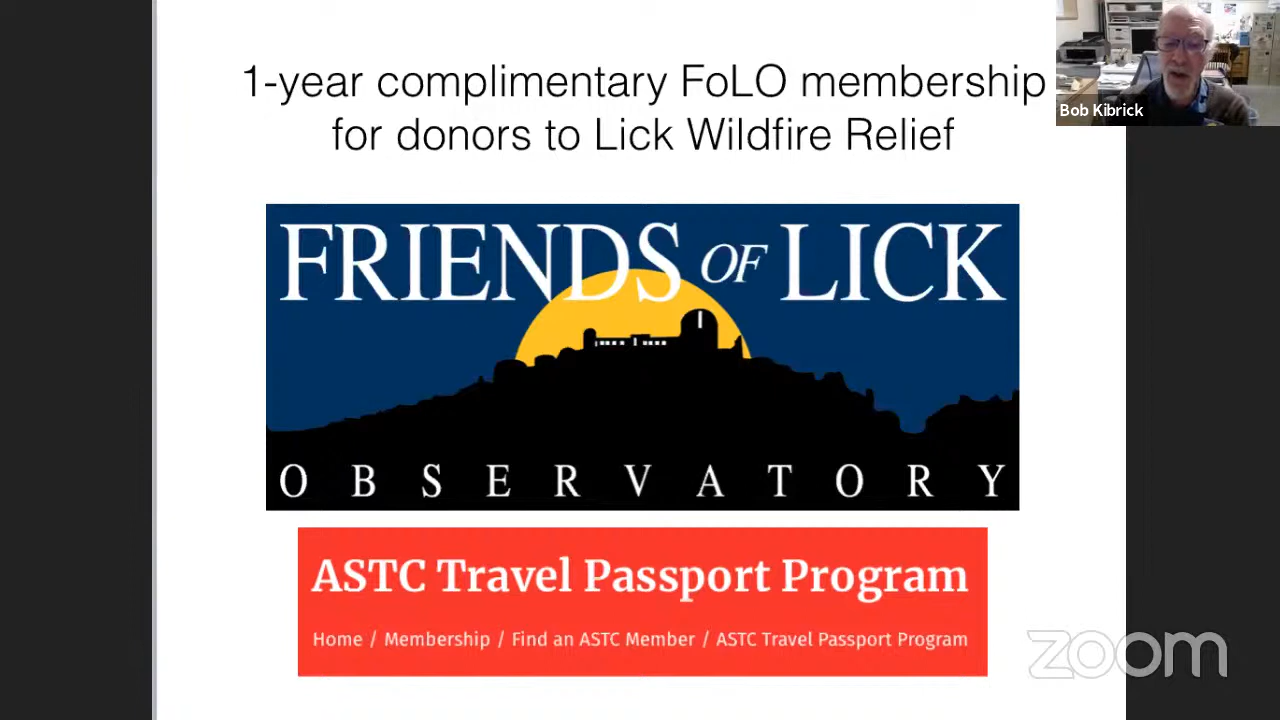 1-year complimentary FoLO membership
for donors to Lick Wildfire Relief
Bob Kibrick
FRIENDS OF LICK
OBSERVATORY
ASTC Travel Passport Program
Home / Membership / Find an ASTC Member / ASTC Travel Passport Program
zoom